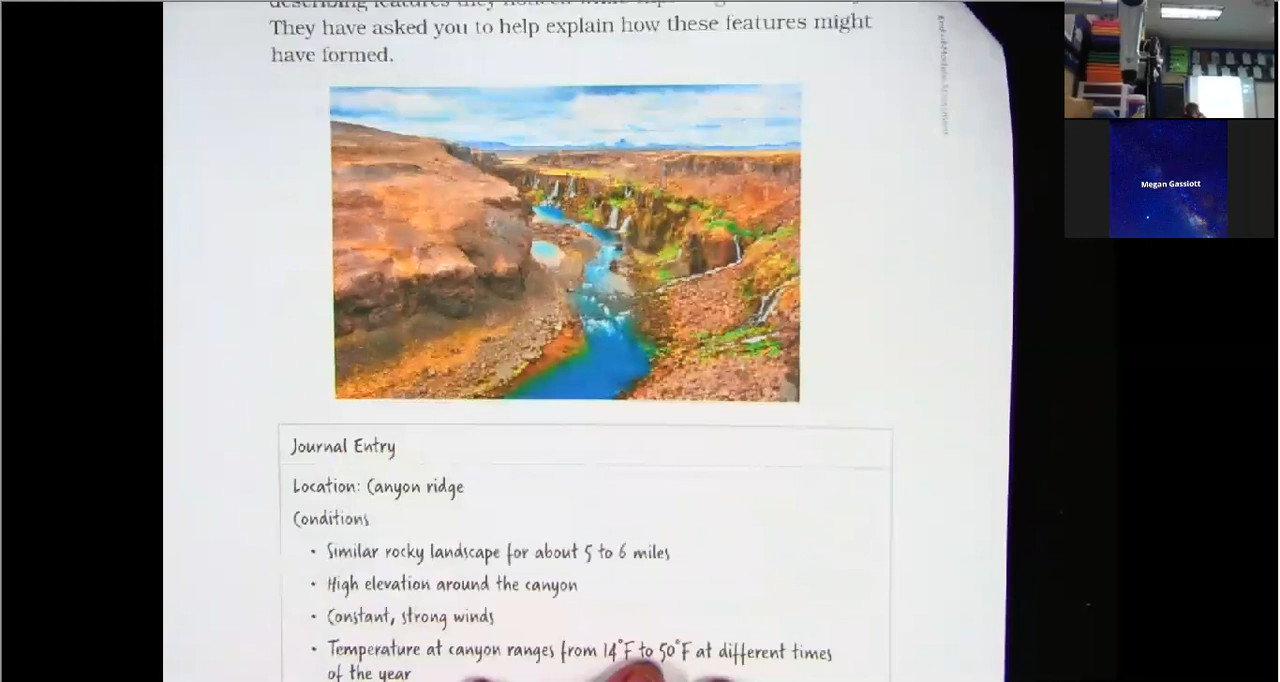 They have asked you to help explain how these features might
have formed.
Journal Entry
Location: Canyon ridge
Conditions
• Similar rocky landscape for about 5 to 6 miles
• High elevation around the canyon
• Constant, strong winds
• Temperature at canyon ranges from 14°F to 50°F at different times
of the year
Megan Gassiott